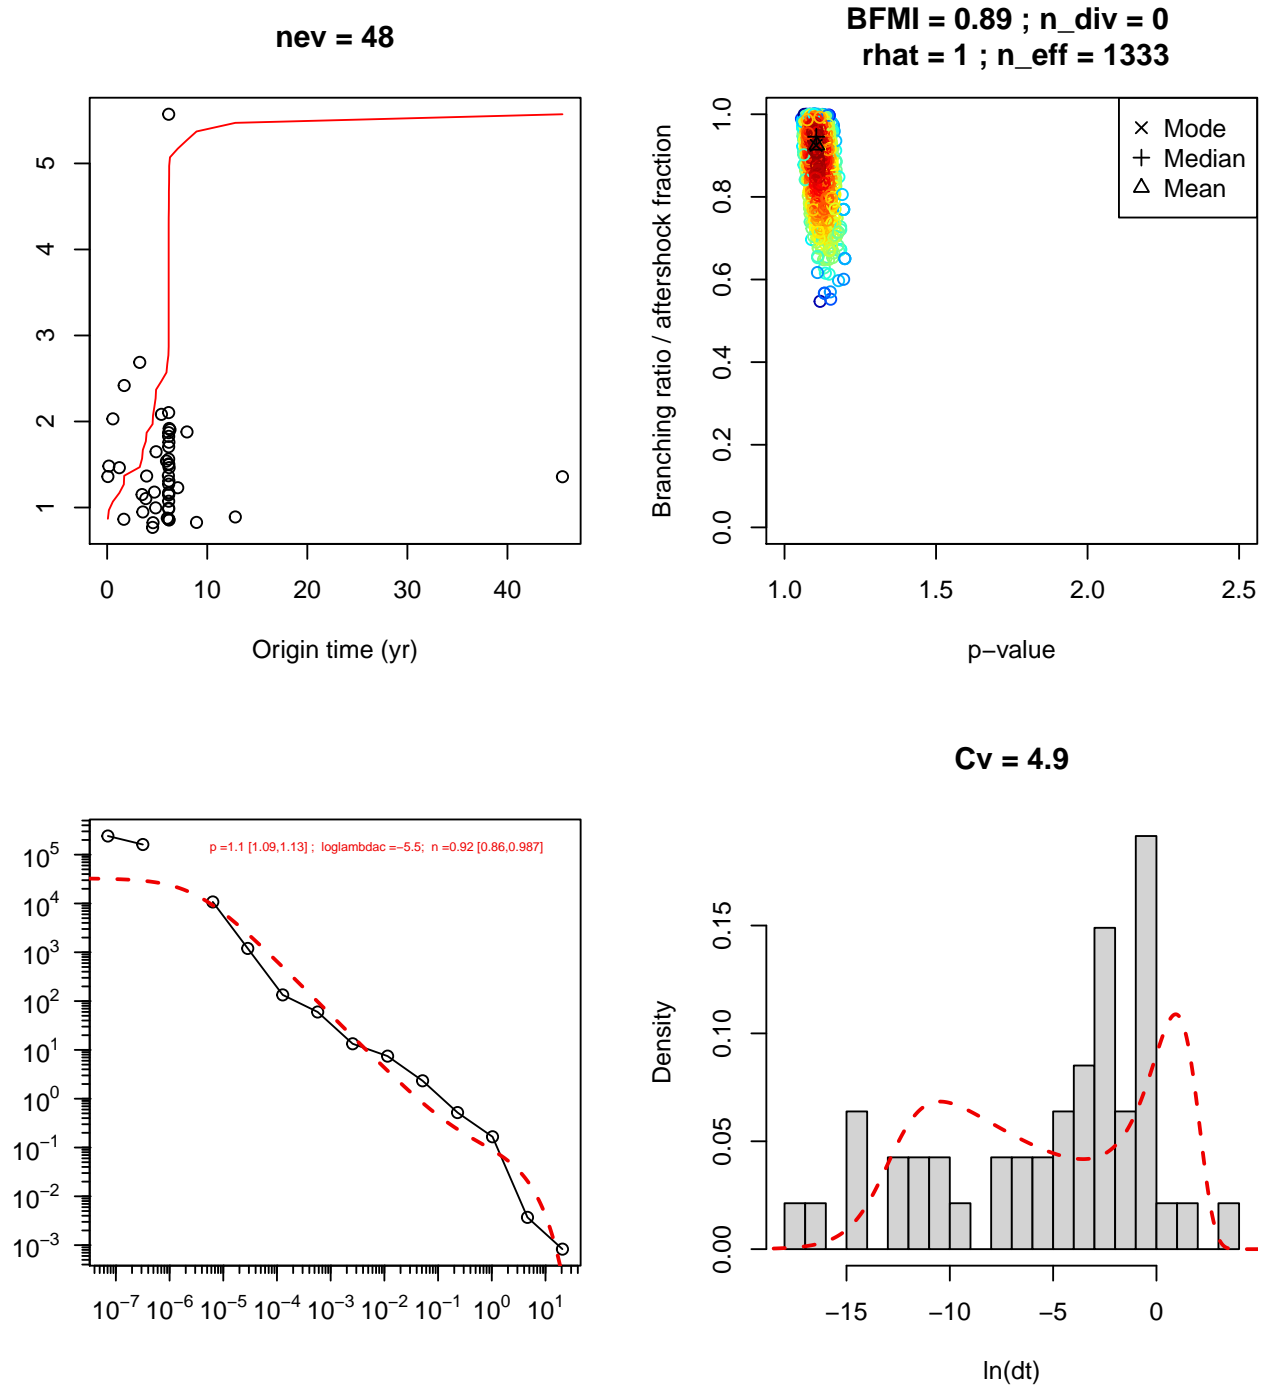 nev = 48
5
4
3
2
1
0 10 20 30 40
Origin time (yr)
BFMI = 0.89 ; n_div = 0
rhat = 1 ; n_eff = 1333
Branching ratio / aftershock fraction
1.0
0.8
0.6
0.4
0.2
0.0
Mode
Median
Mean
1.0 1.5 2.0 2.5
p−value
p =1.1 [1.09,1.13] ; loglambdac =−5.5; n =0.92 [0.86,0.987]
10^5
10^4
10^3
10^2
10^1
10^0
10^−1
10^−2
10^−3
10^−7 10^−6 10^−5 10^−4 10^−3 10^−2 10^−1 10^0 10^1
Cv = 4.9
Density
0.15
0.10
0.05
0.00
−15 −10 −5 0
ln(dt)